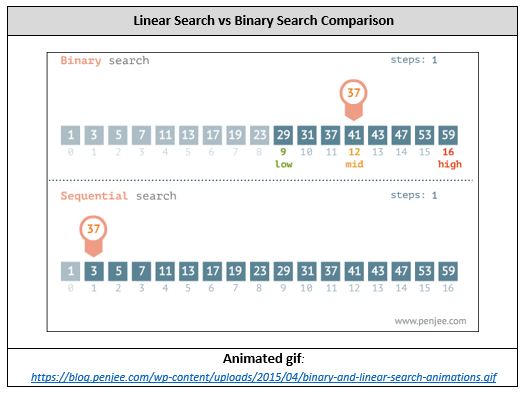 Linear Search vs Binary Search Comparison
Binary search steps: 1
37
1 3 5 7 11 13 17 19 23 29 31 37 41 43 47 53 59
0 1 2 3 4 5 6 7 8 9 10 11 12 13 14 15 16
low mid high
Sequential search steps: 1
37
1 3 5 7 11 13 17 19 23 29 31 37 41 43 47 53 59
0 1 2 3 4 5 6 7 8 9 10 11 12 13 14 15 16
www.penjee.com
Animated gif:
https://blog.penjee.com/wp-content/uploads/2015/04/binary-and-linear-search-animations.gif